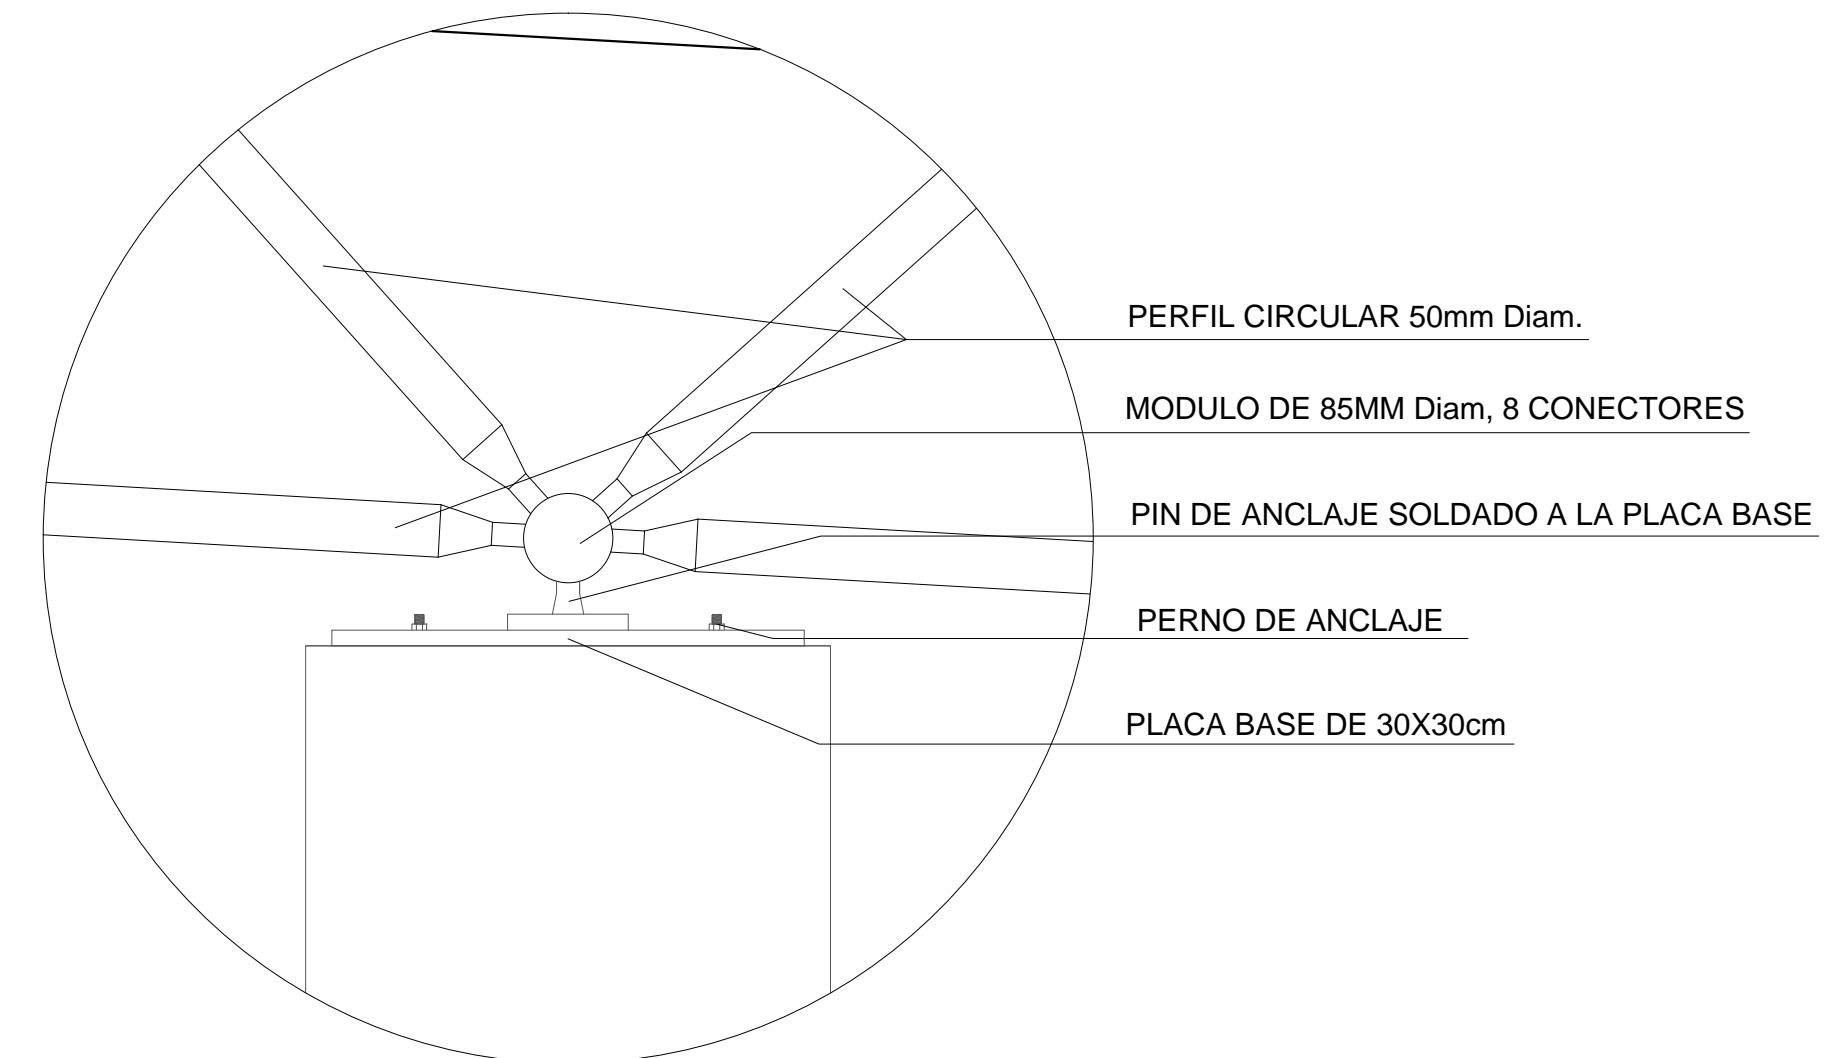 PERFIL CIRCULAR 50mm Diam.
MODULO DE 85MM Diam, 8 CONECTORES
PIN DE ANCLAJE SOLDADO A LA PLACA BASE
PERNO DE ANCLAJE
PLACA BASE DE 30X30cm